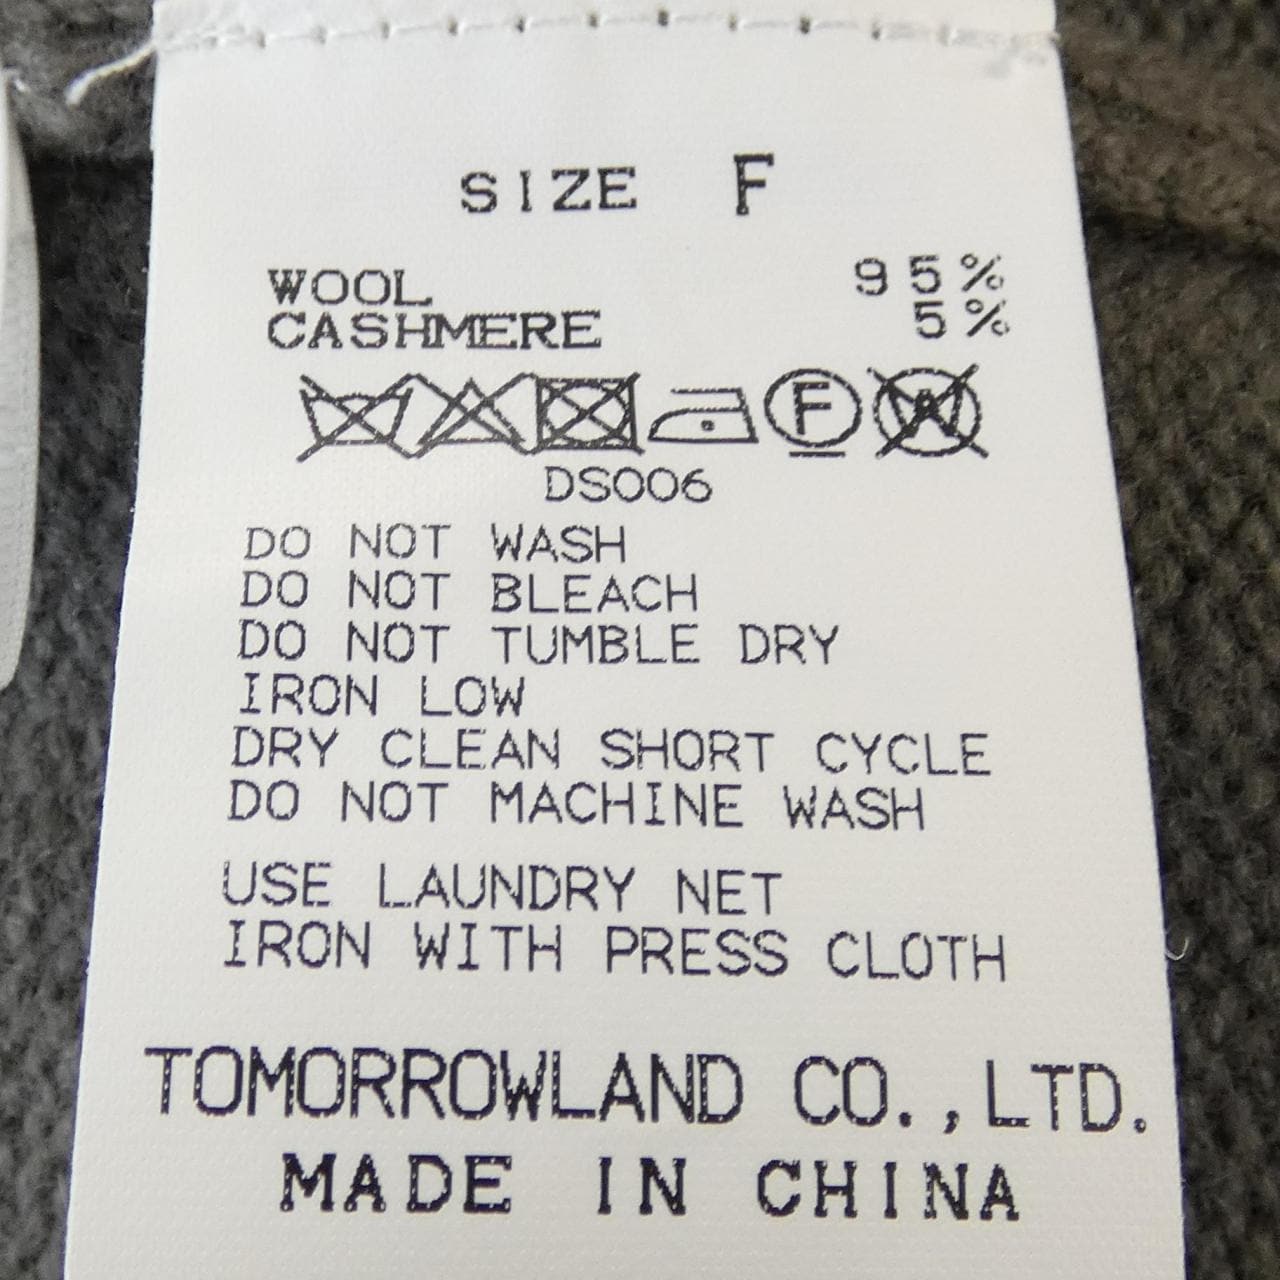 SIZE F
WOOL 95%
CASHMERE 5%
F W
DS006
DO NOT WASH
DO NOT BLEACH
DO NOT TUMBLE DRY
IRON LOW
DRY CLEAN SHORT CYCLE
DO NOT MACHINE WASH
USE LAUNDRY NET
IRON WITH PRESS CLOTH
TOMORROWLAND CO.,LTD.
MADE IN CHINA